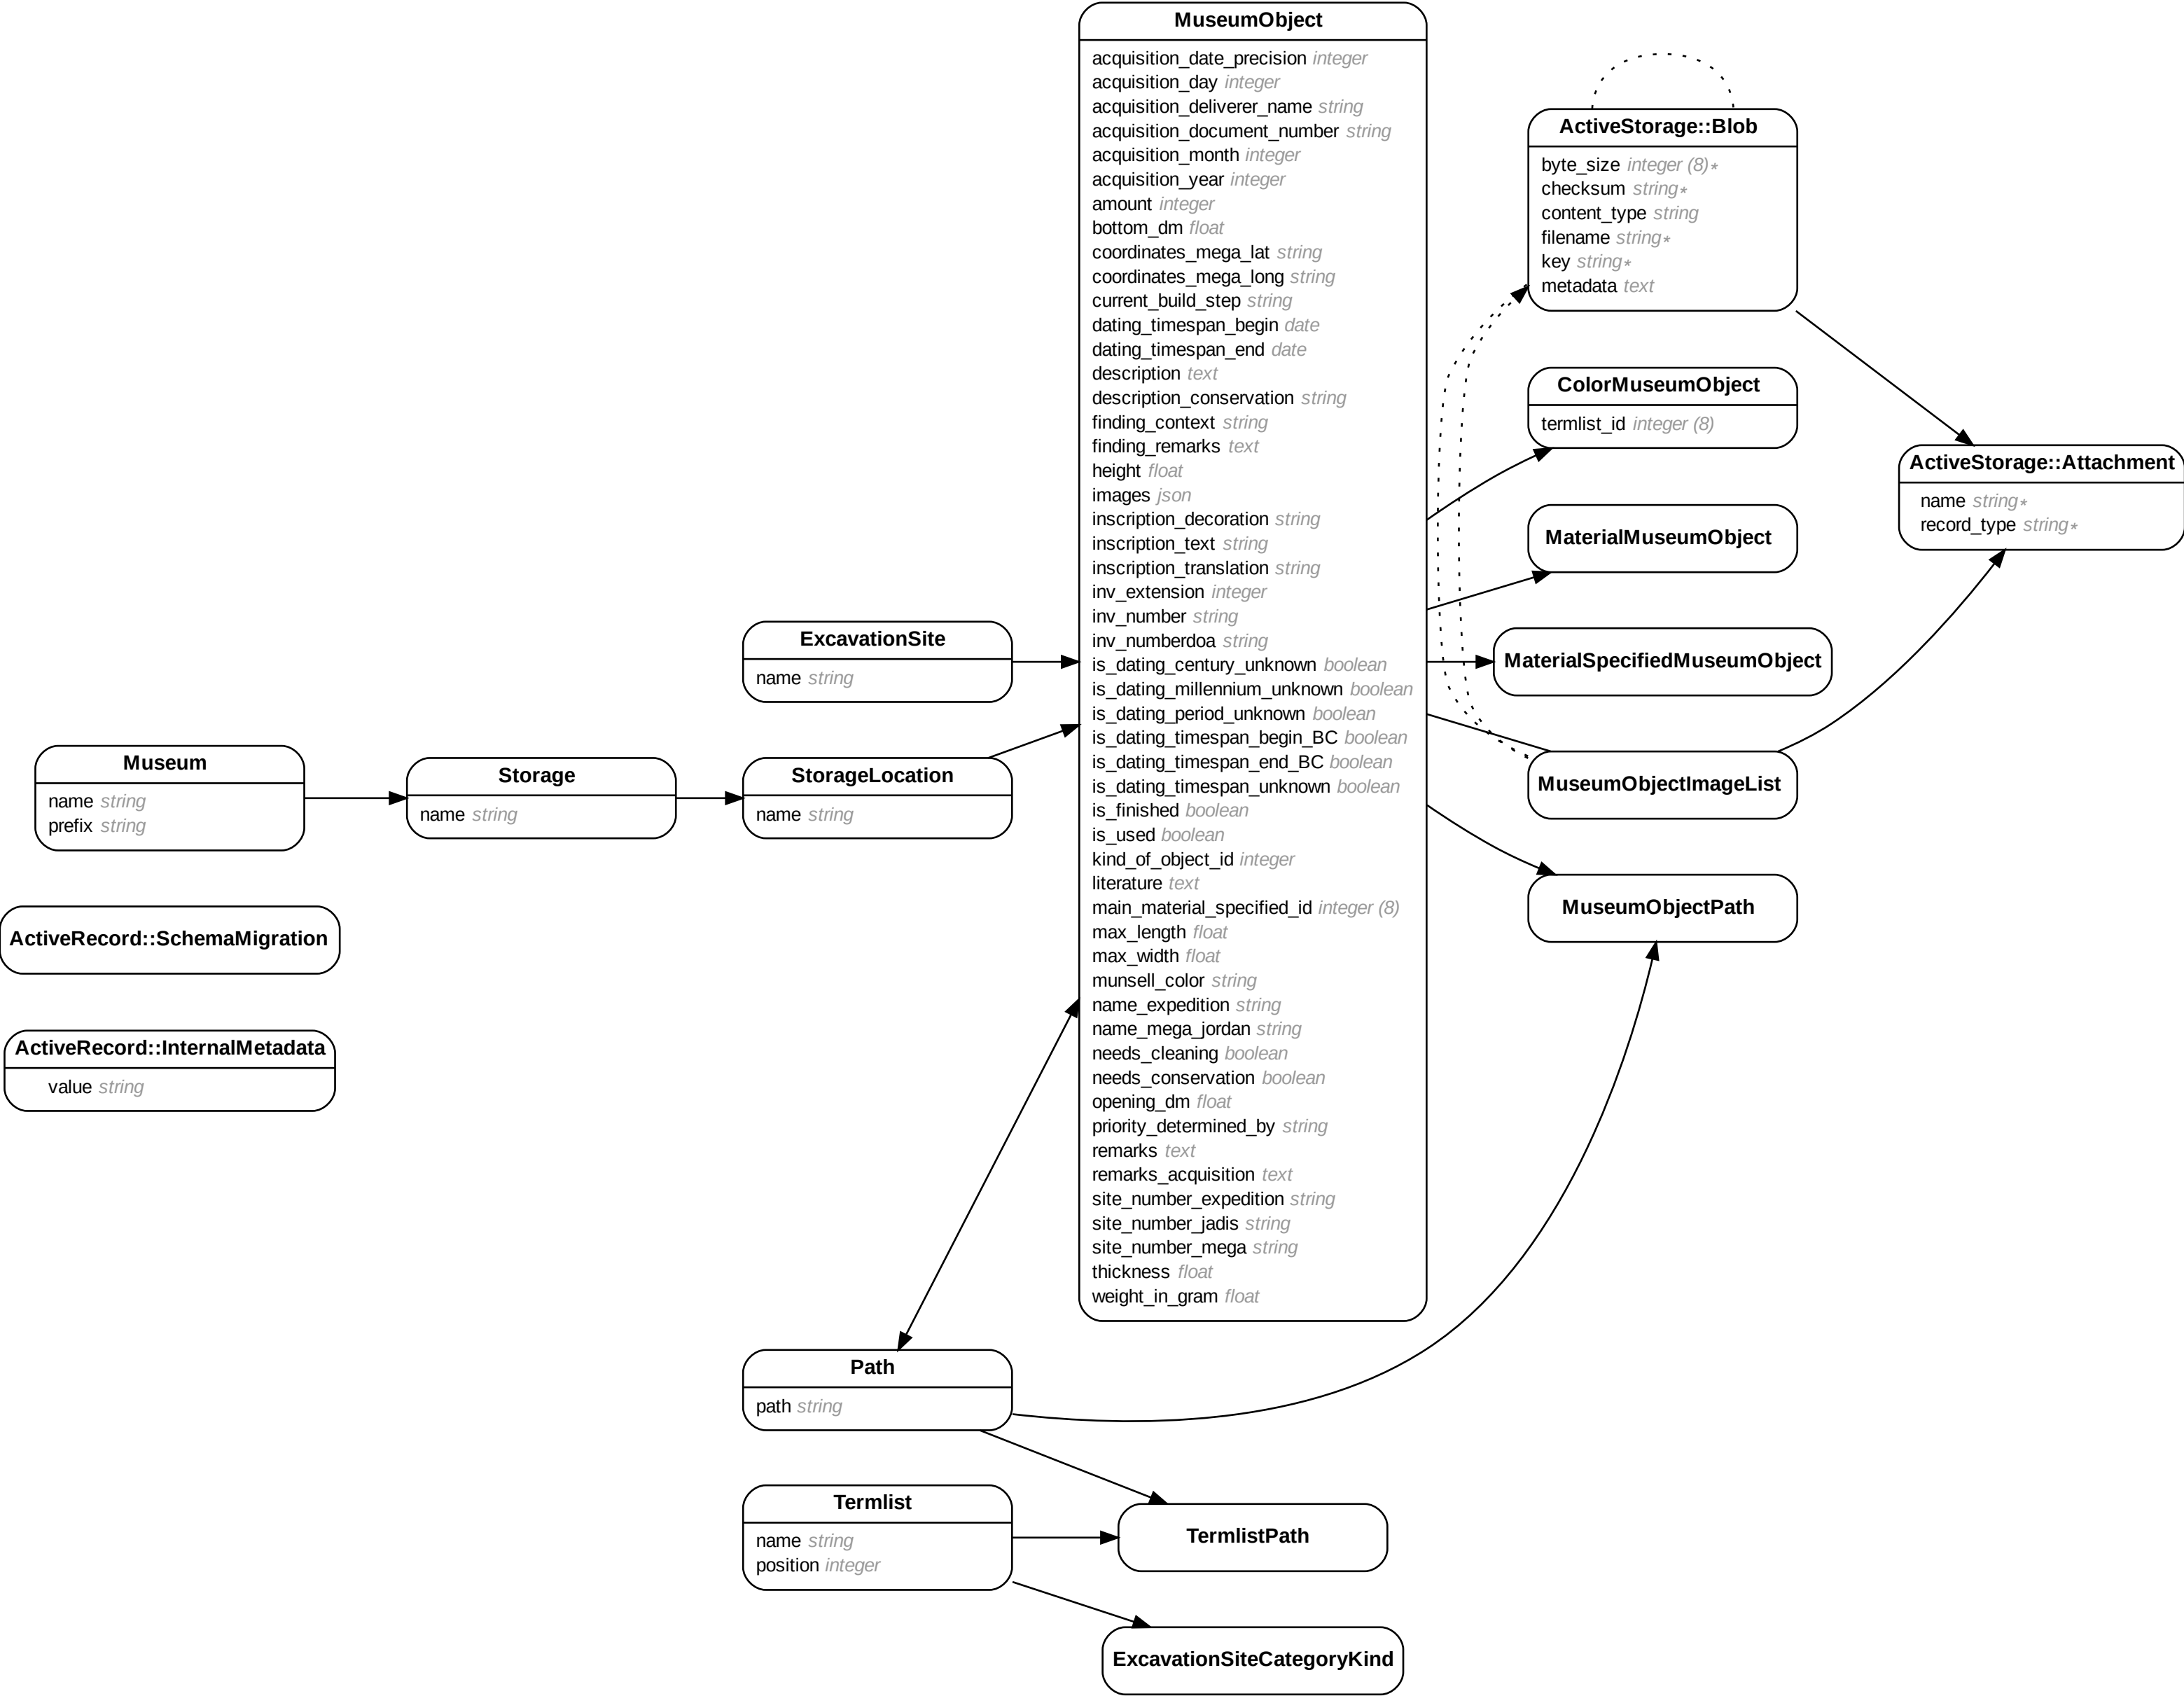 MuseumObject
acquisition_date_precision integer
acquisition_day integer
acquisition_deliverer_name string
acquisition_document_number string
acquisition_month integer
acquisition_year integer
amount integer
bottom_dm float
coordinates_mega_lat string
coordinates_mega_long string
current_build_step string
dating_timespan_begin date
dating_timespan_end date
description text
description_conservation string
finding_context string
finding_remarks text
height float
images json
inscription_decoration string
inscription_text string
inscription_translation string
inv_extension integer
inv_number string
inv_numberdoa string
is_dating_century_unknown boolean
is_dating_millennium_unknown boolean
is_dating_period_unknown boolean
is_dating_timespan_begin_BC boolean
is_dating_timespan_end_BC boolean
is_dating_timespan_unknown boolean
is_finished boolean
is_used boolean
kind_of_object_id integer
literature text
main_material_specified_id integer (8)
max_length float
max_width float
munsell_color string
name_expedition string
name_mega_jordan string
needs_cleaning boolean
needs_conservation boolean
opening_dm float
priority_determined_by string
remarks text
remarks_acquisition text
site_number_expedition string
site_number_jadis string
site_number_mega string
thickness float
weight_in_gram float
ActiveStorage::Blob
byte_size integer (8)*
checksum string*
content_type string
filename string*
key string*
metadata text
ColorMuseumObject
termlist_id integer (8)
ActiveStorage::Attachment
name string*
record_type string*
MaterialMuseumObject
MaterialSpecifiedMuseumObject
MuseumObjectImageList
MuseumObjectPath
ExcavationSite
name string
Museum
name string
prefix string
Storage
name string
StorageLocation
name string
ActiveRecord::SchemaMigration
ActiveRecord::InternalMetadata
value string
Path
path string
Termlist
name string
position integer
TermlistPath
ExcavationSiteCategoryKind